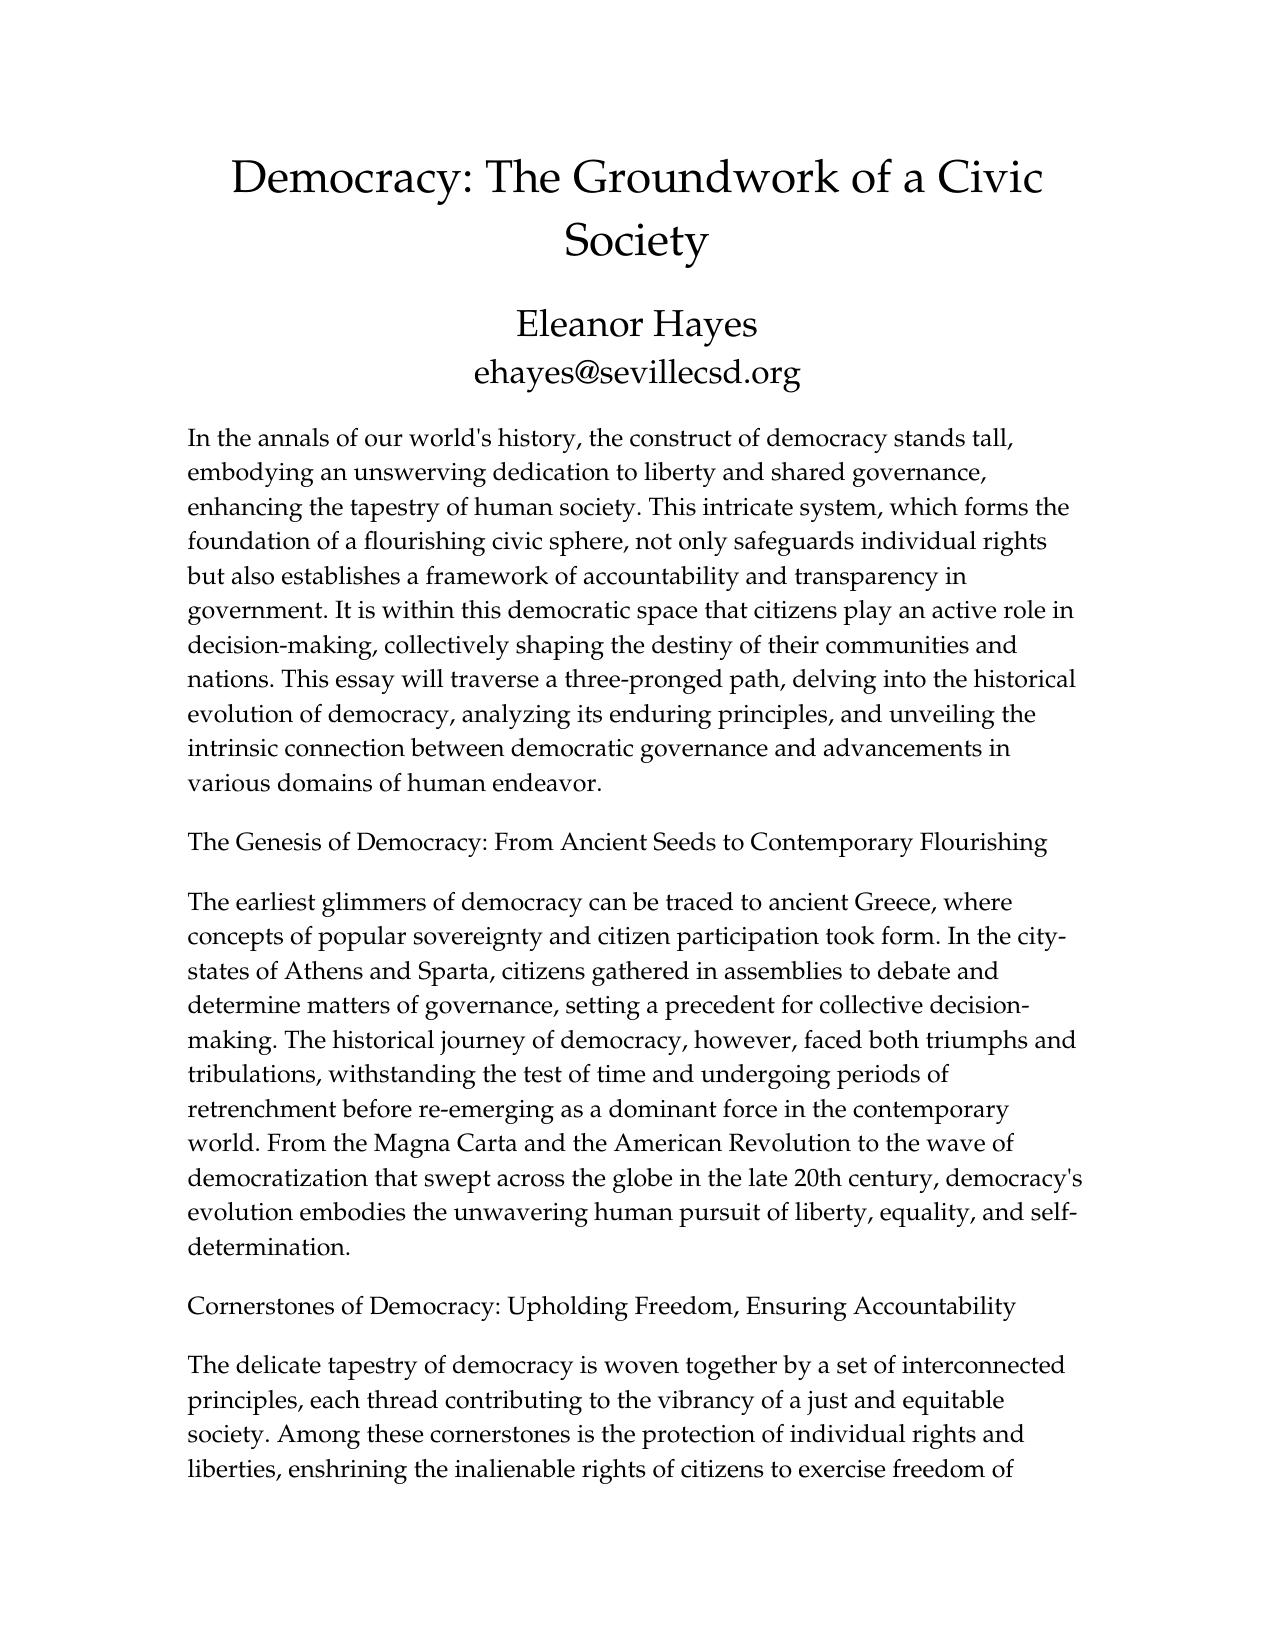 Democracy: The Groundwork of a Civic
Society
Eleanor Hayes
ehayes@sevillecsd.org
In the annals of our world's history, the construct of democracy stands tall,
embodying an unswerving dedication to liberty and shared governance,
enhancing the tapestry of human society. This intricate system, which forms the
foundation of a flourishing civic sphere, not only safeguards individual rights
but also establishes a framework of accountability and transparency in
government. It is within this democratic space that citizens play an active role in
decision-making, collectively shaping the destiny of their communities and
nations. This essay will traverse a three-pronged path, delving into the historical
evolution of democracy, analyzing its enduring principles, and unveiling the
intrinsic connection between democratic governance and advancements in
various domains of human endeavor.
The Genesis of Democracy: From Ancient Seeds to Contemporary Flourishing
The earliest glimmers of democracy can be traced to ancient Greece, where
concepts of popular sovereignty and citizen participation took form. In the city-
states of Athens and Sparta, citizens gathered in assemblies to debate and
determine matters of governance, setting a precedent for collective decision-
making. The historical journey of democracy, however, faced both triumphs and
tribulations, withstanding the test of time and undergoing periods of
retrenchment before re-emerging as a dominant force in the contemporary
world. From the Magna Carta and the American Revolution to the wave of
democratization that swept across the globe in the late 20th century, democracy's
evolution embodies the unwavering human pursuit of liberty, equality, and self-
determination.
Cornerstones of Democracy: Upholding Freedom, Ensuring Accountability
The delicate tapestry of democracy is woven together by a set of interconnected
principles, each thread contributing to the vibrancy of a just and equitable
society. Among these cornerstones is the protection of individual rights and
liberties, enshrining the inalienable rights of citizens to exercise freedom of